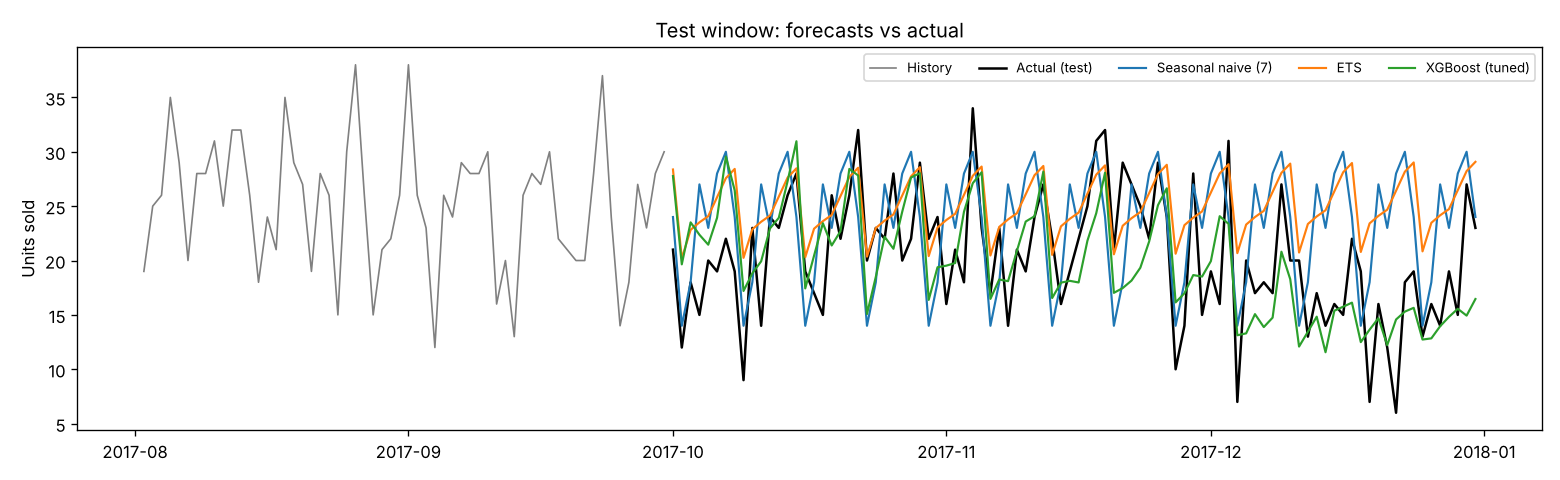 Test window: forecasts vs actual
History
Actual (test)
Seasonal naive (7)
ETS
XGBoost (tuned)
Units sold
35
30
25
20
15
10
5
2017-08
2017-09
2017-10
2017-11
2017-12
2018-01